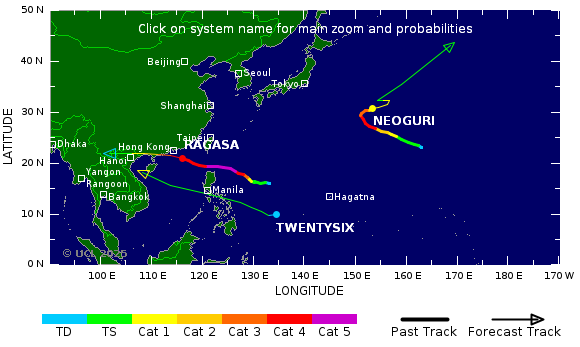 Click on system name for main zoom and probabilities
50 N
40 N
30 N
20 N
10 N
0 N
LATITUDE
Beijing
Seoul
Tokyo
Shanghai
Dhaka
Taipei
Hong Kong
RAGASA
NEOGURI
Hanoi
Yangon
Rangoon
Bangkok
Manila
Hagatna
TWENTYSIX
© UCL 2025
100 E 110 E 120 E 130 E 140 E 150 E 160 E 170 E 180 E 170 W
LONGITUDE
TD TS Cat 1 Cat 2 Cat 3 Cat 4 Cat 5 Past Track Forecast Track